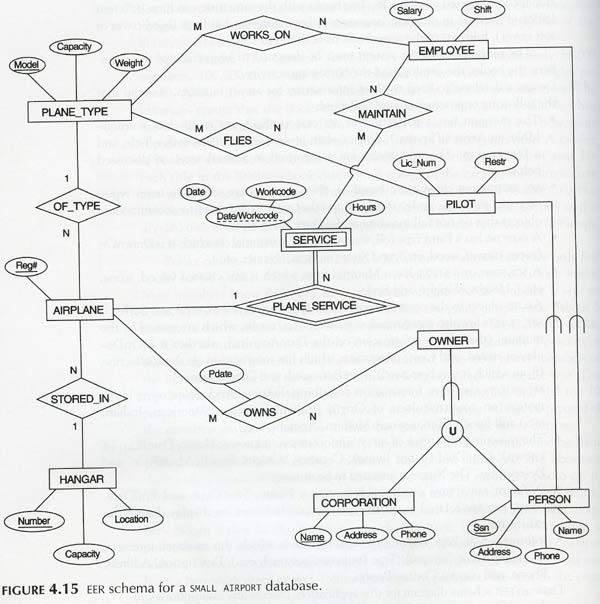 Salary
Shift
M
WORKS_ON
N
EMPLOYEE
Capacity
Model
Weight
PLANE_TYPE
N
MAINTAIN
M
FLIES
N
M
Lic_Num
Restr
1
Date
Workcode
PILOT
OF_TYPE
Date/Workcode
Hours
N
SERVICE
Reg#
N
AIRPLANE
1
PLANE_SERVICE
N
OWNER
Pdate
STORED_IN
M
OWNS
N
1
U
HANGAR
CORPORATION
PERSON
Number
Location
Name
Address
Phone
Ssn
Name
Address
Phone
Capacity
FIGURE 4.15 EER schema for a SMALL AIRPORT database.